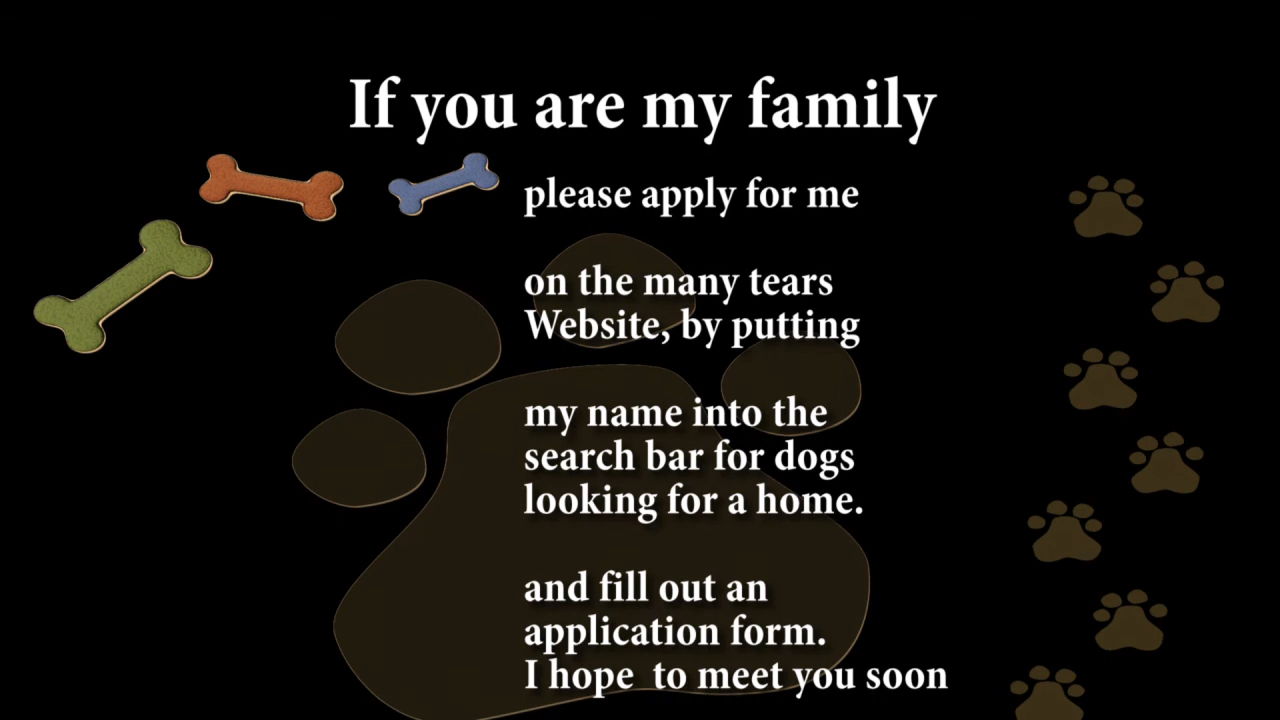 If you are my family
please apply for me
on the many tears
Website, by putting
my name into the
search bar for dogs
looking for a home.
and fill out an
application form.
I hope  to meet you soon